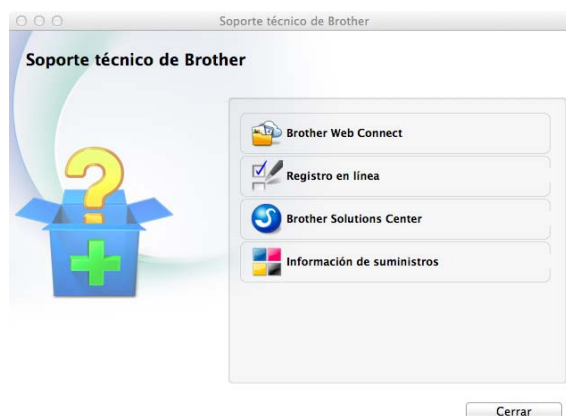 Soporte técnico de Brother
Soporte técnico de Brother
Brother Web Connect
Registro en línea
Brother Solutions Center
Información de suministros
Cerrar